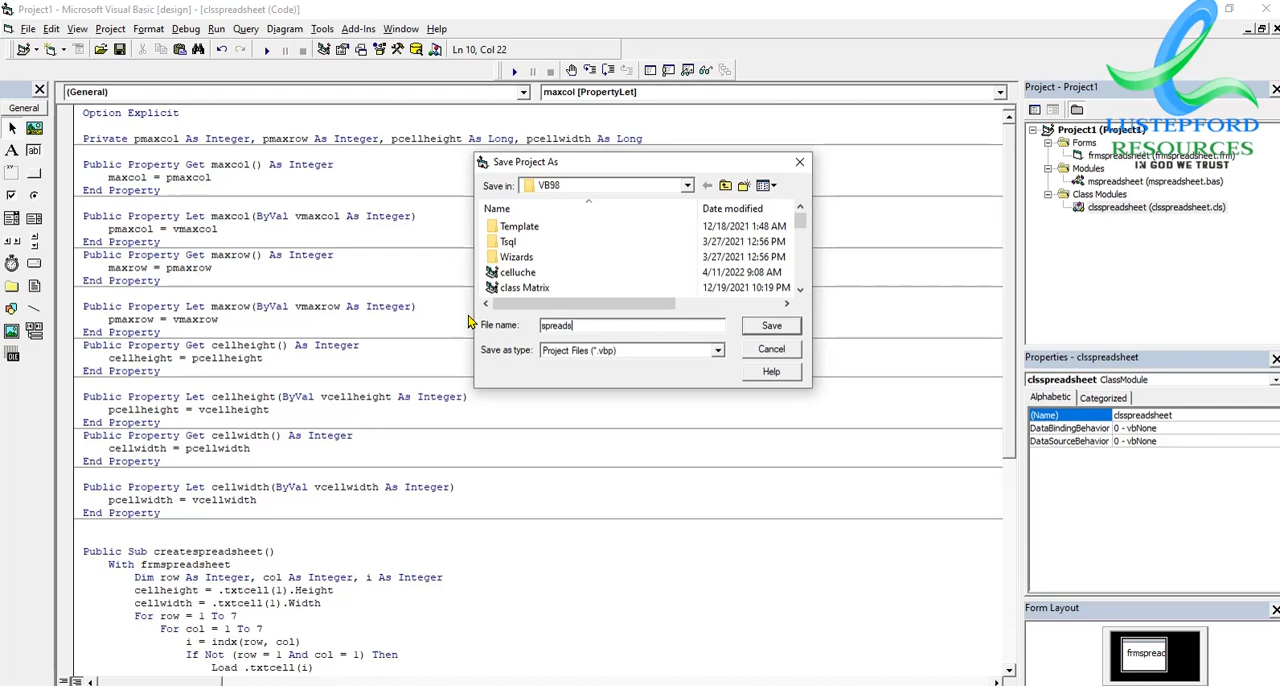 Project1 - Microsoft Visual Basic [design] - [clsspreadsheet (Code)]
File Edit View Project Format Debug Run Query Diagram Tools Add-Ins Window Help
Ln 10, Col 22
General
(General)
maxcol [PropertyLet]
Option Explicit
Private pmaxcol As Integer, pmaxrow As Integer, pcellheight As Long, pcellwidth As Long
Public Property Get maxcol() As Integer
maxcol = pmaxcol
End Property
Public Property Let maxcol(ByVal vmaxcol As Integer)
pmaxcol = vmaxcol
End Property
Public Property Get maxrow() As Integer
maxrow = pmaxrow
End Property
Public Property Let maxrow(ByVal vmaxrow As Integer)
pmaxrow = vmaxrow
End Property
Public Property Get cellheight() As Integer
cellheight = pcellheight
End Property
Public Property Let cellheight(ByVal vcellheight As Integer)
pcellheight = vcellheight
End Property
Public Property Get cellwidth() As Integer
cellwidth = pcellwidth
End Property
Public Property Let cellwidth(ByVal vcellwidth As Integer)
pcellwidth = vcellwidth
End Property
Public Sub createspreadsheet()
With frmspreadsheet
Dim row As Integer, col As Integer, i As Integer
cellheight = .txtcell(1).Height
cellwidth = .txtcell(1).Width
For row = 1 To 7
For col = 1 To 7
i = indx(row, col)
If Not (row = 1 And col = 1) Then
Load .txtcell(i)
Save Project As
Save in: VB98
Name Date modified
Template 12/18/2021 1:48 AM
Tsql 3/27/2021 12:56 PM
Wizards 3/27/2021 12:56 PM
celluche 4/11/2022 9:08 AM
class Matrix 12/19/2021 10:19 PM
File name: spreads Save
Save as type: Project Files (*.vbp) Cancel
Help
Project - Project1
LUSTEPFORD
RESOURCES
IN GOD WE TRUST
Project1 (Project1)
Forms
frmspreadsheet (frmspreadsheet.frm)
Modules
mspreadsheet (mspreadsheet.bas)
Class Modules
clsspreadsheet (clsspreadsheet.cls)
Properties - clsspreadsheet
clsspreadsheet ClassModule
Alphabetic Categorized
(Name) clsspreadsheet
DataBindingBehavior 0 - vbNone
DataSourceBehavior 0 - vbNone
Form Layout
frmspread